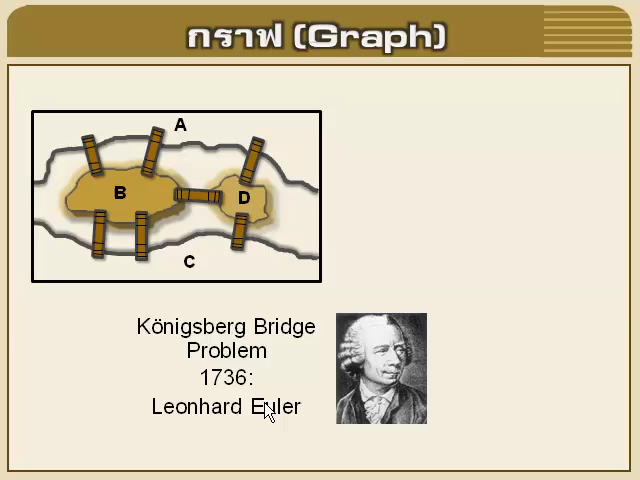 กราฟ (Graph)
A
B
D
C
Königsberg Bridge
Problem
1736:
Leonhard Euler